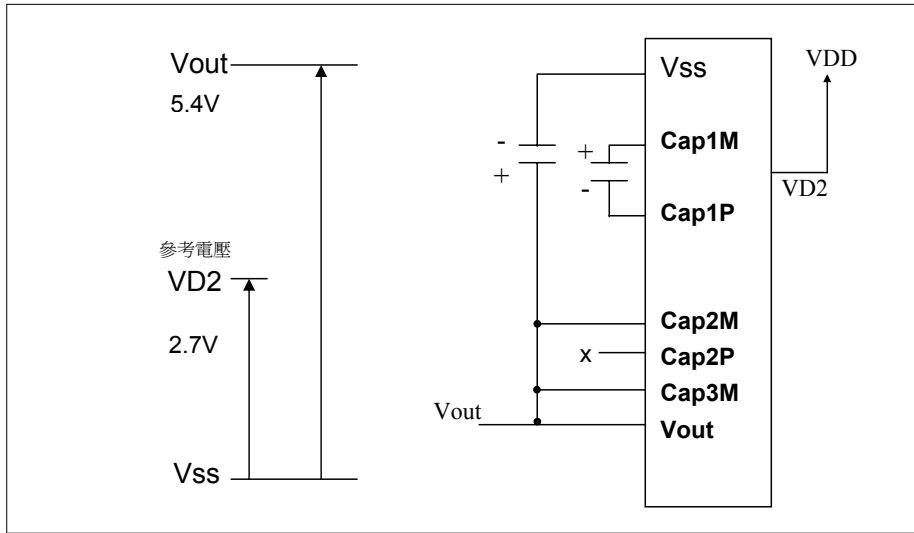 Vout
5.4V
參考電壓
VD2
2.7V
Vss
-
+
+
-
Vout
x
Vss
Cap1M
Cap1P
Cap2M
Cap2P
Cap3M
Vout
VDD
VD2